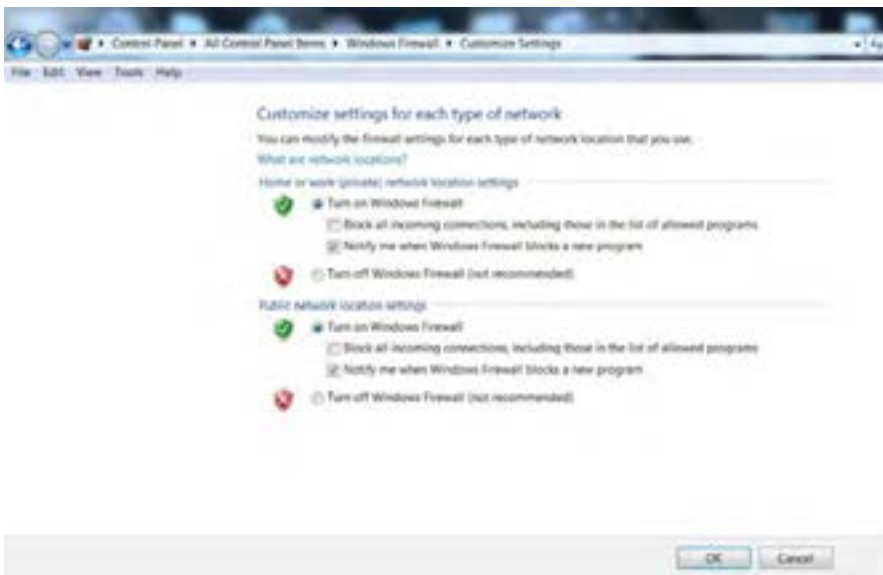 Control Panel ▸ All Control Panel Items ▸ Windows Firewall ▸ Customize Settings
File Edit View Tools Help
Customize settings for each type of network
You can modify the firewall settings for each type of network location that you use.
What are network locations?
Home or work (private) network location settings
Turn on Windows Firewall
Block all incoming connections, including those in the list of allowed programs
Notify me when Windows Firewall blocks a new program
Turn off Windows Firewall (not recommended)
Public network location settings
Turn on Windows Firewall
Block all incoming connections, including those in the list of allowed programs
Notify me when Windows Firewall blocks a new program
Turn off Windows Firewall (not recommended)
OK Cancel